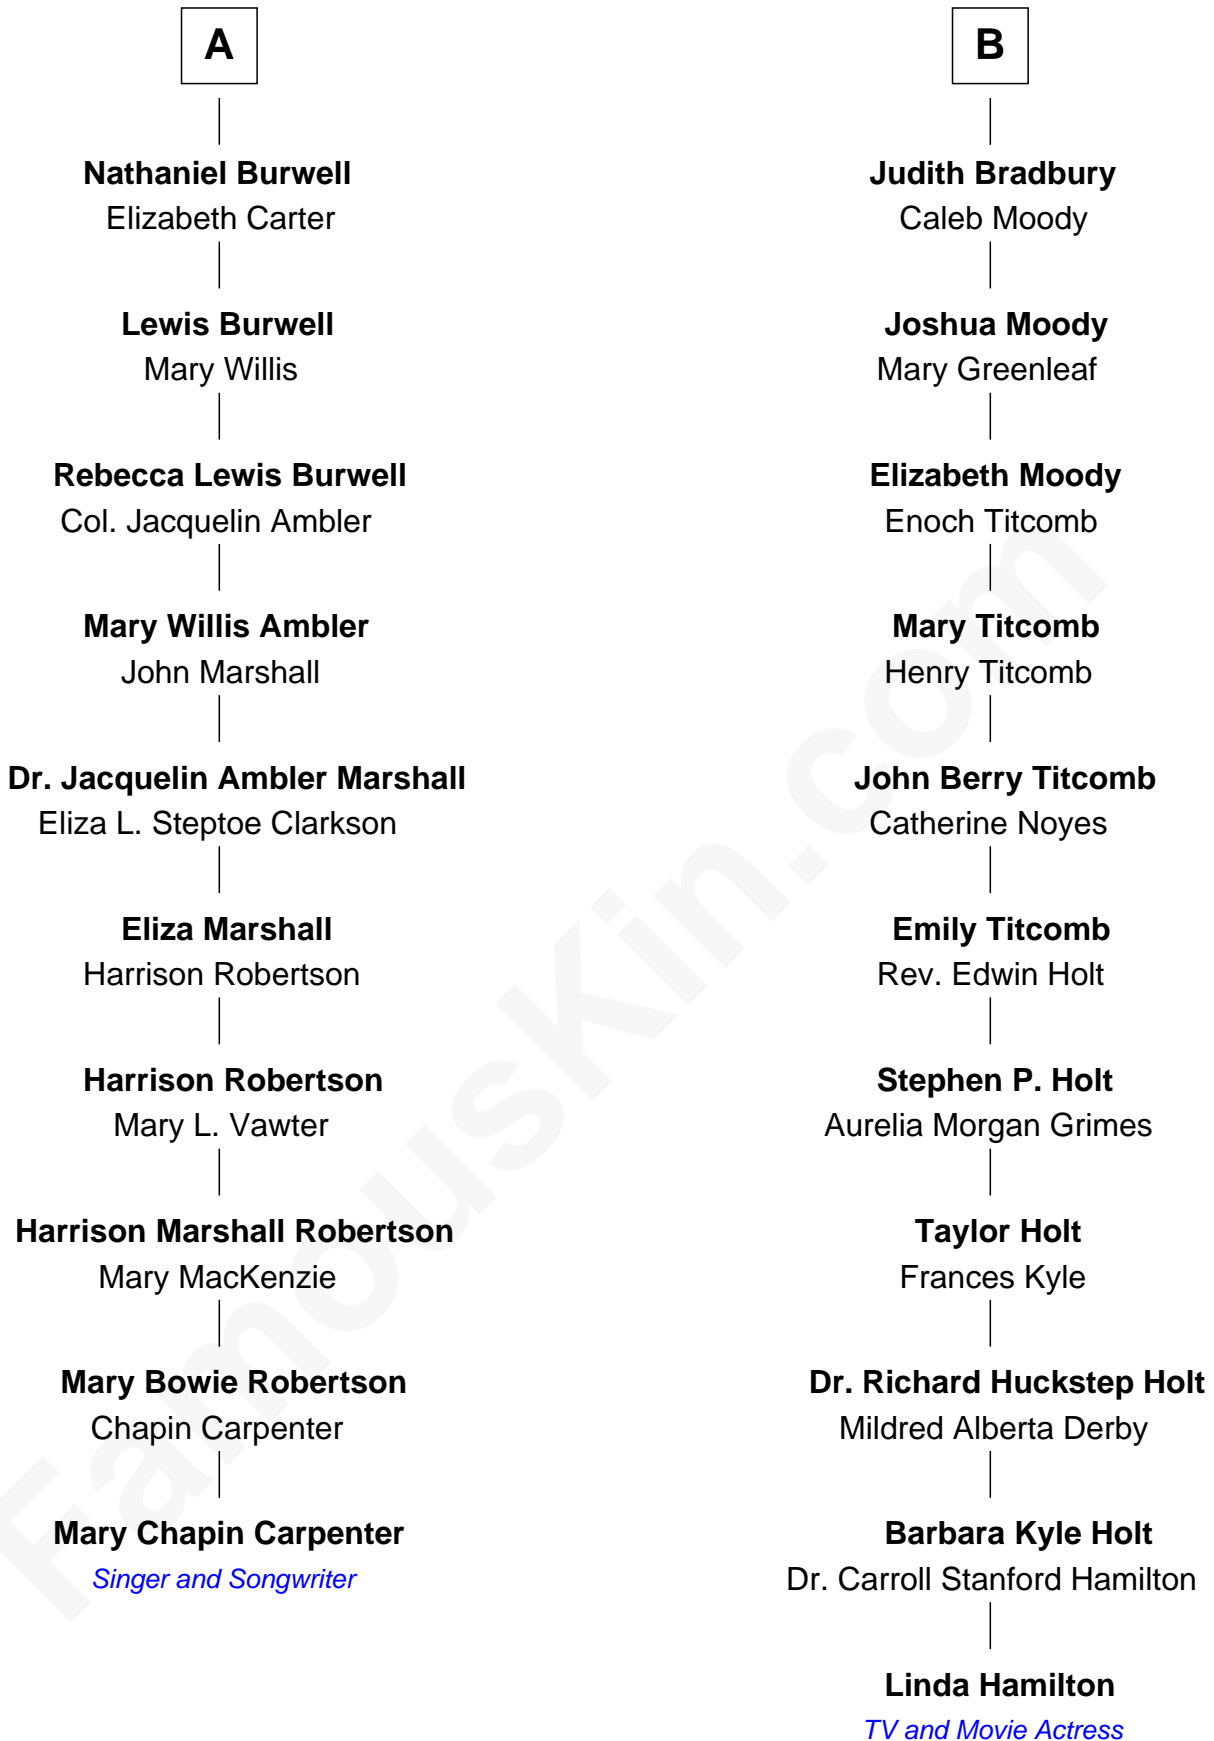 A
Nathaniel Burwell
Elizabeth Carter
Lewis Burwell
Mary Willis
Rebecca Lewis Burwell
Col. Jacquelin Ambler
Mary Willis Ambler
John Marshall
Dr. Jacquelin Ambler Marshall
Eliza L. Steptoe Clarkson
Eliza Marshall
Harrison Robertson
Harrison Robertson
Mary L. Vawter
Harrison Marshall Robertson
Mary MacKenzie
Mary Bowie Robertson
Chapin Carpenter
Mary Chapin Carpenter
Singer and Songwriter
B
Judith Bradbury
Caleb Moody
Joshua Moody
Mary Greenleaf
Elizabeth Moody
Enoch Titcomb
Mary Titcomb
Henry Titcomb
John Berry Titcomb
Catherine Noyes
Emily Titcomb
Rev. Edwin Holt
Stephen P. Holt
Aurelia Morgan Grimes
Taylor Holt
Frances Kyle
Dr. Richard Huckstep Holt
Mildred Alberta Derby
Barbara Kyle Holt
Dr. Carroll Stanford Hamilton
Linda Hamilton
TV and Movie Actress
FamousKin.com